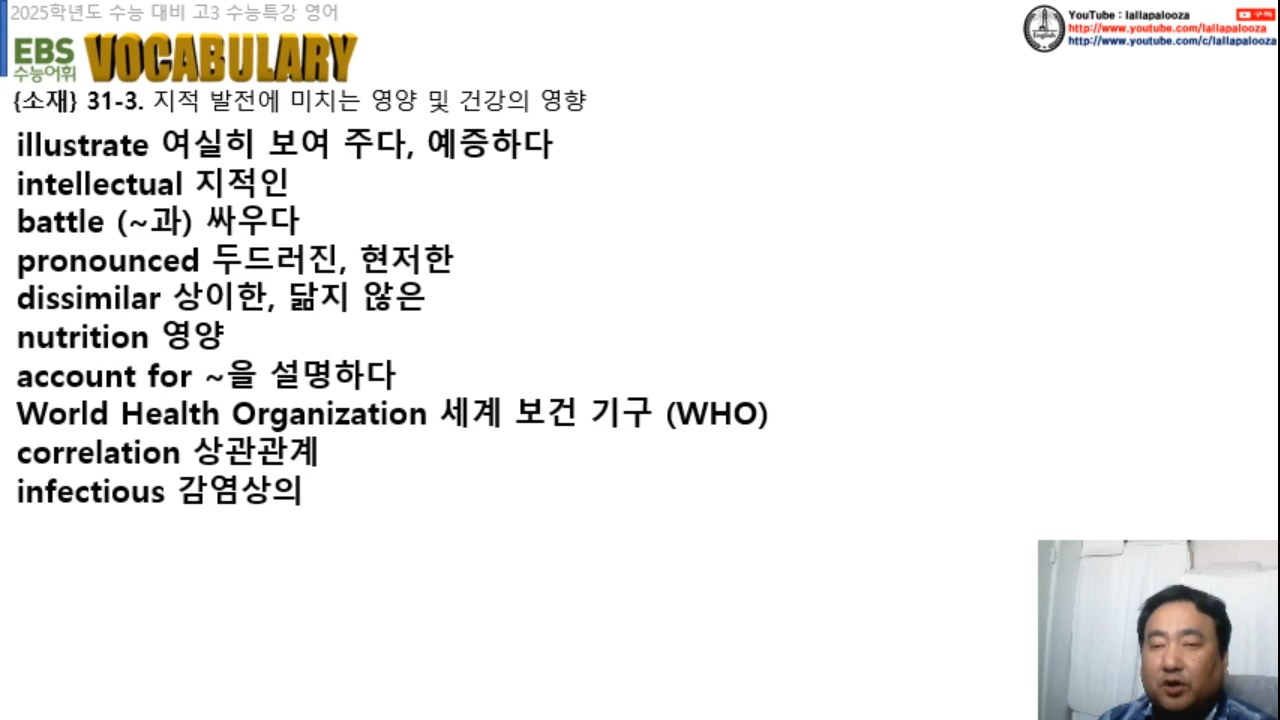 2025학년도 수능 대비 고3 수능특강 영어
EBS 수능어휘 VOCABULARY
YouTube : lallapalooza
구독
http://www.youtube.com/lallapalooza
http://www.youtube.com/c/lallapalooza
English
{소재} 31-3. 지적 발전에 미치는 영양 및 건강의 영향
illustrate 여실히 보여 주다, 예증하다
intellectual 지적인
battle (~과) 싸우다
pronounced 두드러진, 현저한
dissimilar 상이한, 닮지 않은
nutrition 영양
account for ~을 설명하다
World Health Organization 세계 보건 기구 (WHO)
correlation 상관관계
infectious 감염상의